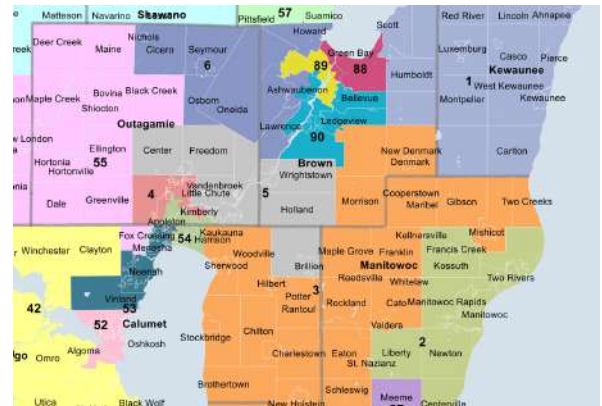 Matteson
Navarino
Shawano
57
Suamico
Pittsfield
Scott
Red River
Lincoln
Ahnapee
Nichols
Howard
Deer Creek
Maine
Cicero
Seymour
Green Bay
Luxemburg
6
89
88
Casco
Pierce
Humboldt
Kewaunee
1
West Kewaunee
Bovina
Black Creek
Ashwaubenon
Bellevue
Maple Creek
Montpelier
Kewaunee
Shiocton
Osborn
Oneida
Ledgeview
Outagamie
Lawrence
90
New London
Ellington
Center
Freedom
Brown
New Denmark
Carlton
Hortonia
55
Denmark
Hortonville
Wrightstown
4
Vandenbroek
5
Little Chute
Cooperstown
Dale
Greenville
Kimberly
Holland
Morrison
Maribel
Gibson
Two Creeks
Appleton
Fox Crossing
Kaukauna
54
Harrison
Kellnersville
Mishicot
Winchester
Clayton
Menasha
Woodville
Maple Grove
Franklin
Francis Creek
Sherwood
Brillion
Manitowoc
Kossuth
Neenah
Reedsville
Hilbert
Whitelaw
Two Rivers
42
Vinland
53
Potter
3
Rockland
Cato
Manitowoc Rapids
Rantoul
52
Calumet
Manitowoc
Valders
Chilton
Algoma
Oshkosh
Stockbridge
2
Omro
Charlestown
Eaton
Liberty
Newton
St. Nazianz
Brothertown
Schleswig
Meeme
Utica
Black Wolf
New Holstein
Centerville